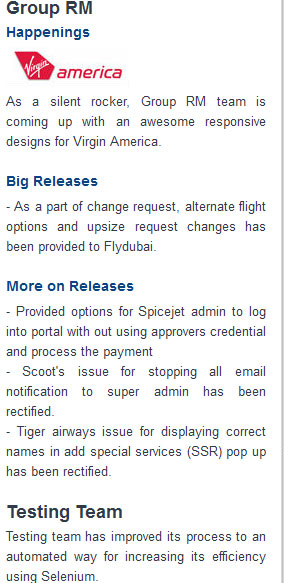 Group RM
Happenings
Virgin america
As a silent rocker, Group RM team is
coming up with an awesome responsive
designs for Virgin America.
Big Releases
- As a part of change request, alternate flight
options and upsize request changes has
been provided to Flydubai.
More on Releases
- Provided options for Spicejet admin to log
into portal with out using approvers credential
and process the payment
- Scoot's issue for stopping all email
notification to super admin has been
rectified.
- Tiger airways issue for displaying correct
names in add special services (SSR) pop up
has been rectified.
Testing Team
Testing team has improved its process to an
automated way for increasing its efficiency
using Selenium.